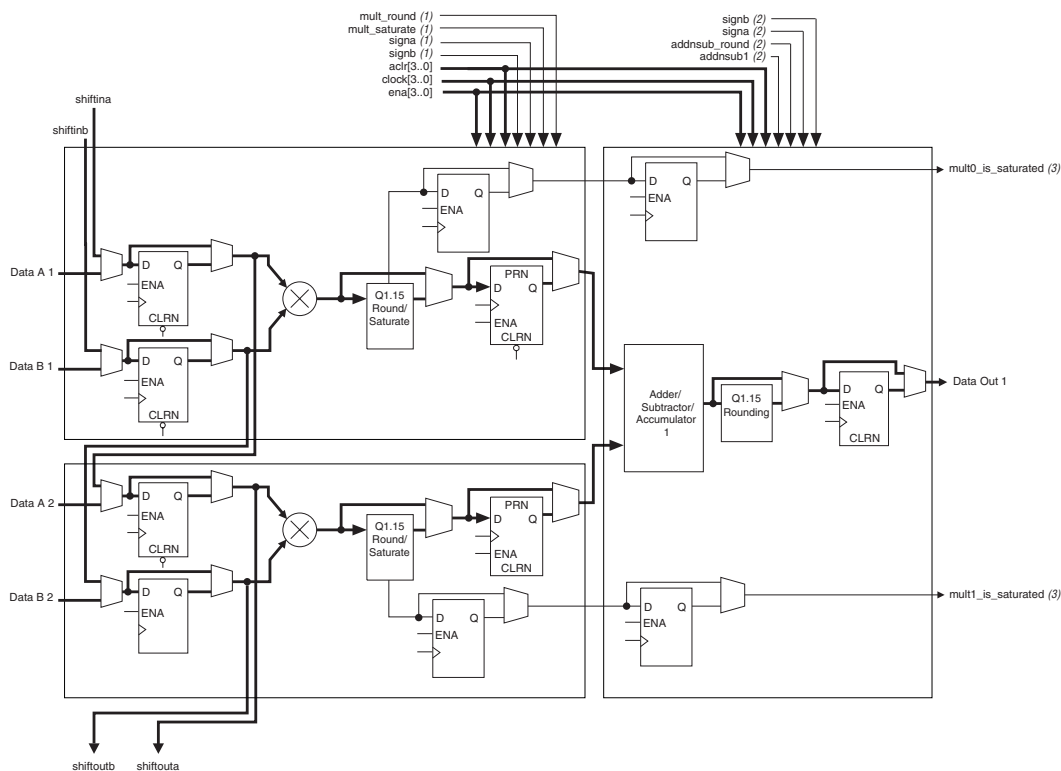 mult_round (1)
mult_saturate (1)
signa (1)
signb (1)
aclr[3..0]
clock[3..0]
ena[3..0]
signb (2)
signa (2)
addnsub_round (2)
addnsub1 (2)
shiftina
shiftinb
D Q
ENA
mult0_is_saturated (3)
D Q
ENA
Data A 1
D Q
ENA
CLRN
Q1.15
Round/
Saturate
PRN
D Q
ENA
CLRN
Data B 1
D Q
ENA
CLRN
Adder/
Subtractor/
Accumulator
1
Q1.15
Rounding
D Q
ENA
CLRN
Data Out 1
Data A 2
D Q
ENA
CLRN
Q1.15
Round/
Saturate
PRN
D Q
ENA
CLRN
Data B 2
D Q
ENA
D Q
ENA
D Q
ENA
mult1_is_saturated (3)
shiftoutb
shiftouta